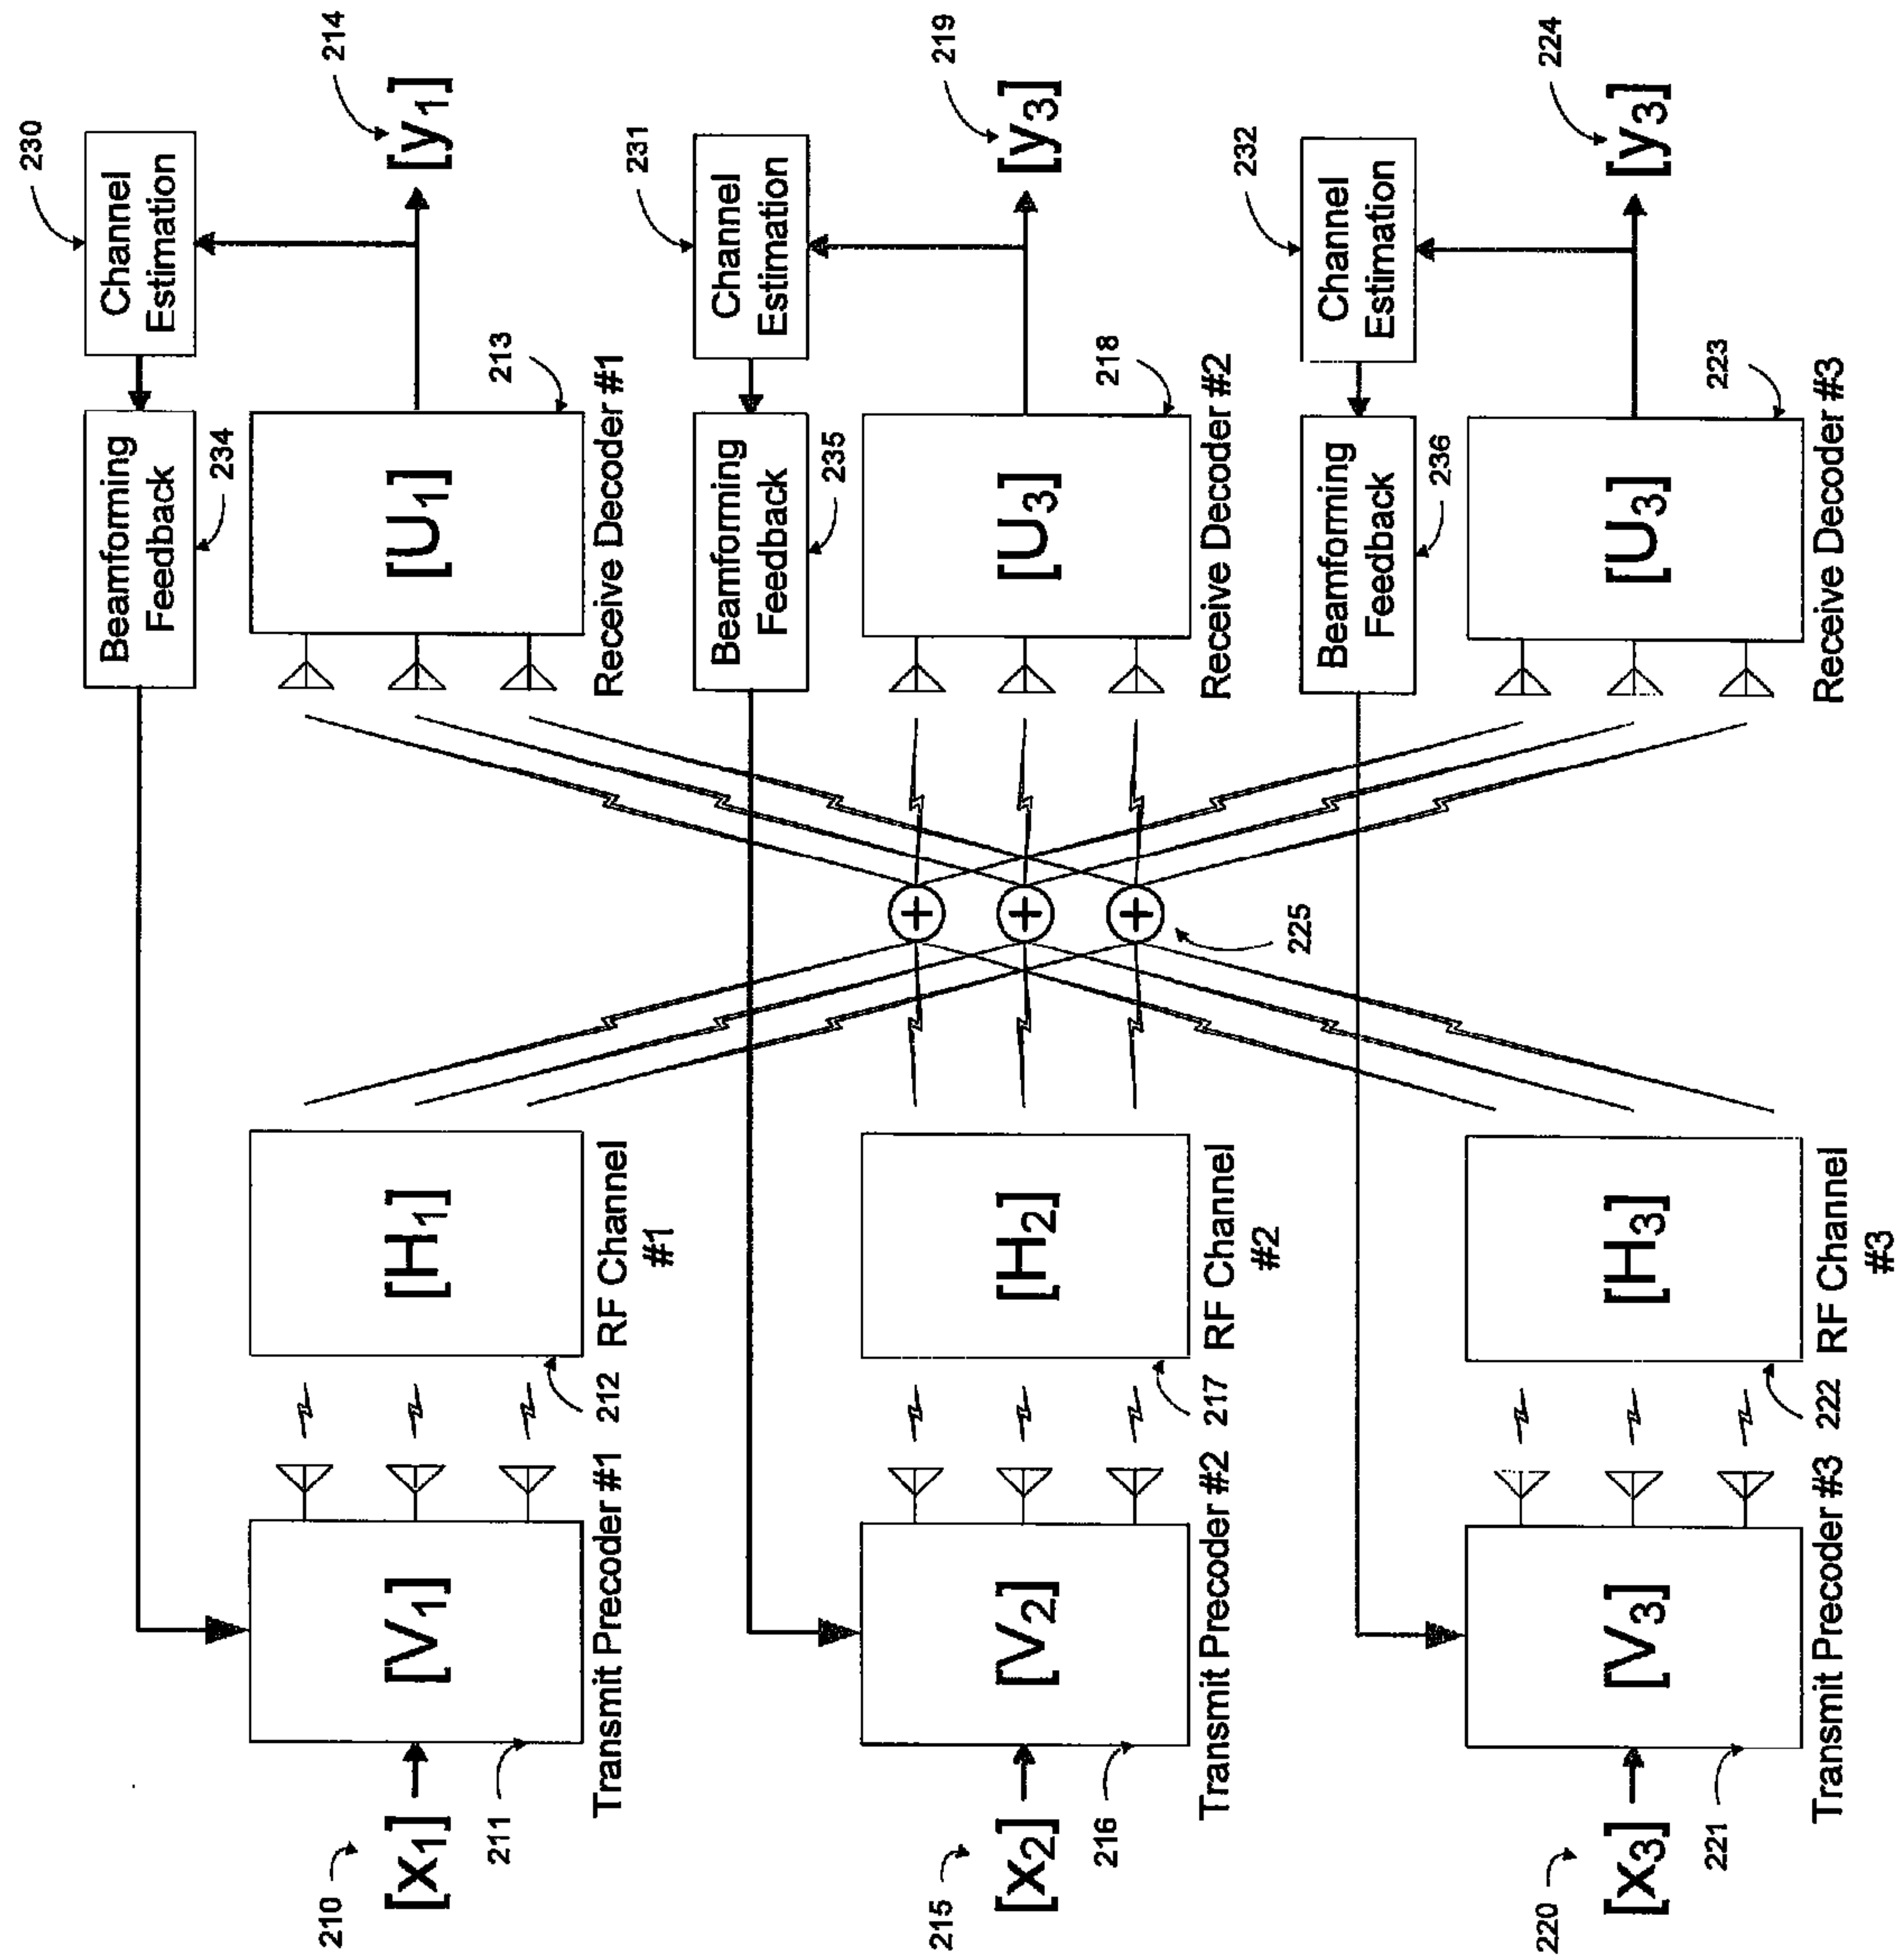 230
Channel
Estimation
Beamfoming
Feedback
234
214
[y1]
213
[U1]
Receive Decoder #1
[H1]
212
RF Channel
#1
[V1]
211
Transmit Precoder #1
210
[x1]
231
Channel
Estimation
Beamfoming
Feedback
235
219
[y3]
218
[U3]
Receive Decoder #2
225
[H2]
217
RF Channel
#2
[V2]
216
Transmit Precoder #2
215
[x2]
232
Channel
Estimation
Beamfoming
Feedback
236
224
[y3]
223
[U3]
Receive Decoder #3
[H3]
222
RF Channel
#3
[V3]
221
Transmit Precoder #3
220
[x3]
+
+
+